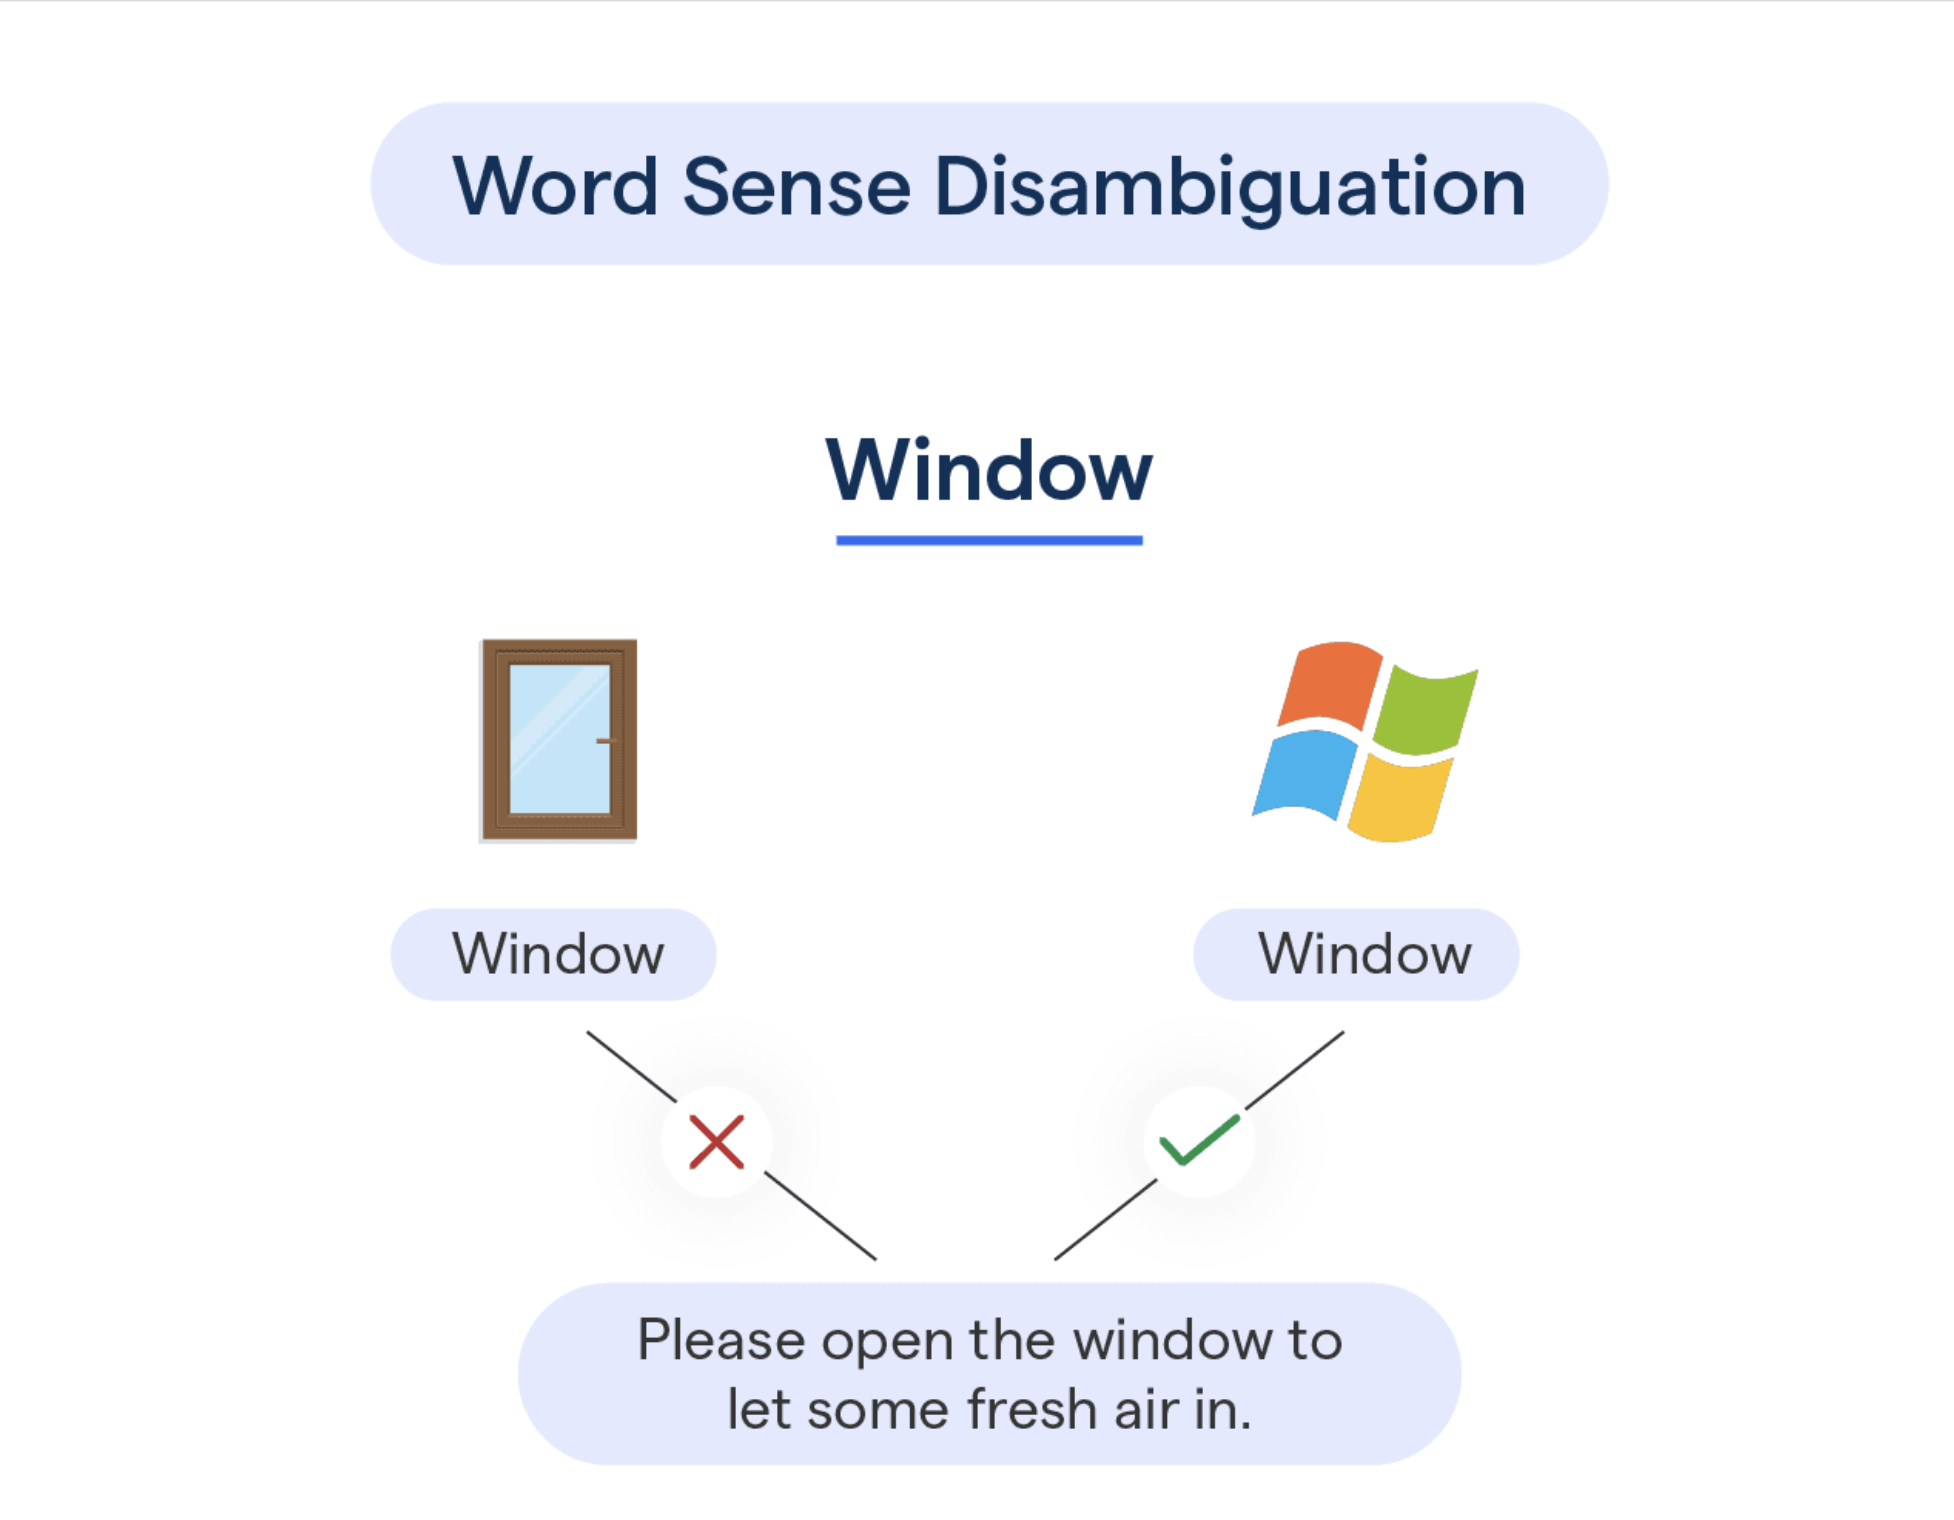 Word Sense Disambiguation
Window
Window
Window
Please open the window to
let some fresh air in.